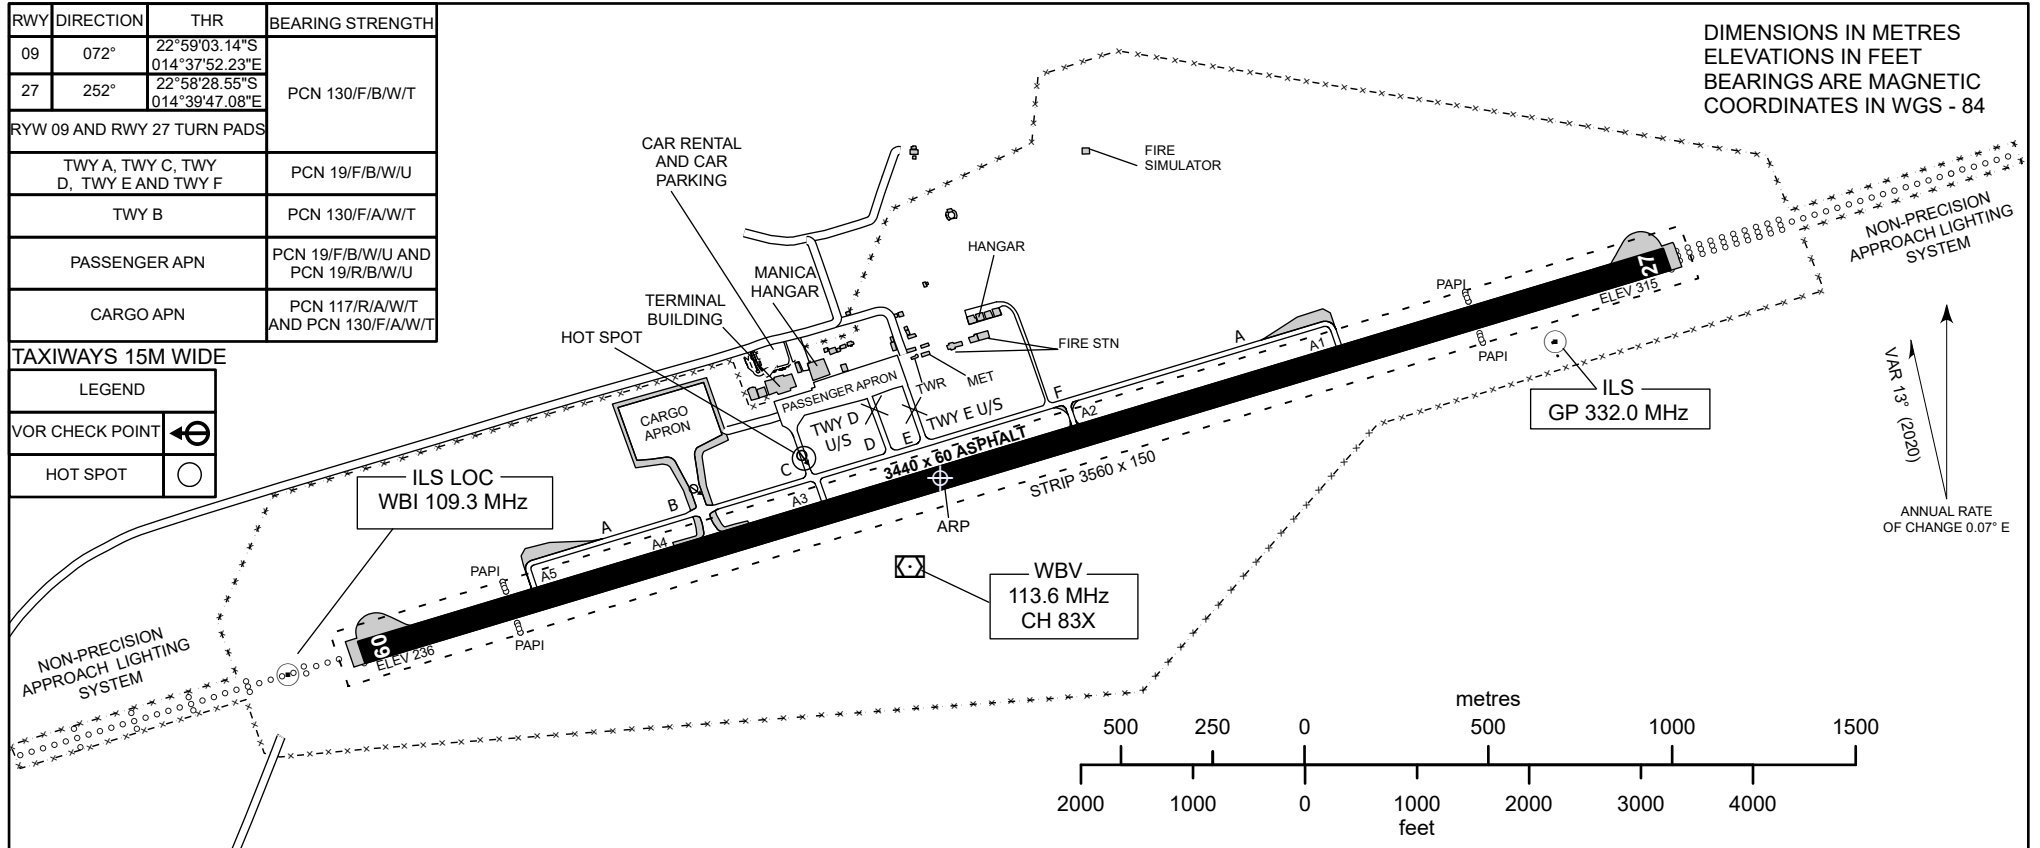 RWY DIRECTION THR BEARING STRENGTH
09 072° 22°59'03.14"S
014°37'52.23"E
27 252° 22°58'28.55"S
014°39'47.08"E
PCN 130/F/B/W/T
RYW 09 AND RWY 27 TURN PADS
TWY A, TWY C, TWY
D, TWY E AND TWY F
PCN 19/F/B/W/U
TWY B PCN 130/F/A/W/T
PASSENGER APN
PCN 19/F/B/W/U AND
PCN 19/R/B/W/U
CARGO APN
PCN 117/R/A/W/T
AND PCN 130/F/A/W/T
TAXIWAYS 15M WIDE
LEGEND
VOR CHECK POINT
HOT SPOT
DIMENSIONS IN METRES
ELEVATIONS IN FEET
BEARINGS ARE MAGNETIC
COORDINATES IN WGS - 84
CAR RENTAL
AND CAR
PARKING
FIRE
SIMULATOR
HANGAR
MANICA
HANGAR
TERMINAL
BUILDING
HOT SPOT
FIRE STN
MET
TWR
PASSENGER APRON
CARGO
APRON
TWY D
U/S
TWY E U/S
D
E
F
C
B
A
A
A1
A2
A3
A4
A5
3440 x 60 ASPHALT
STRIP 3560 x 150
ARP
PAPI
PAPI
PAPI
PAPI
27
ELEV 315
09
ELEV 236
NON-PRECISION
APPROACH LIGHTING
SYSTEM
NON-PRECISION
APPROACH LIGHTING
SYSTEM
ILS LOC
WBI 109.3 MHz
ILS
GP 332.0 MHz
WBV
113.6 MHz
CH 83X
VAR 13° (2020)
ANNUAL RATE
OF CHANGE 0.07° E
metres
500 250 0 500 1000 1500
2000 1000 0 1000 2000 3000 4000
feet